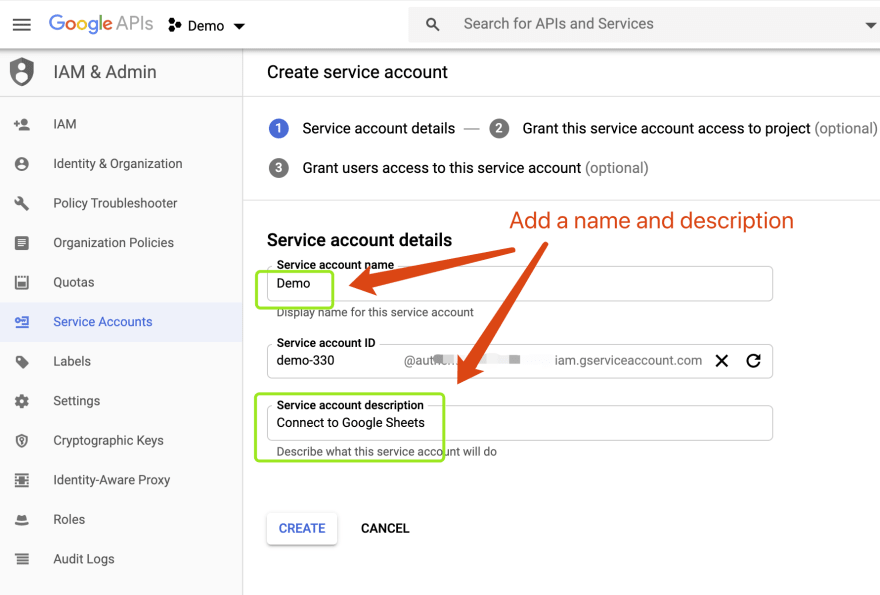 Google APIs Demo Search for APIs and Services
IAM & Admin
Create service account
IAM
Identity & Organization
Policy Troubleshooter
Organization Policies
Quotas
Service Accounts
Labels
Settings
Cryptographic Keys
Identity-Aware Proxy
Roles
Audit Logs
1 Service account details — 2 Grant this service account access to project (optional)
3 Grant users access to this service account (optional)
Add a name and description
Service account details
Service account name
Demo
Display name for this service account
Service account ID
demo-330 iam.gserviceaccount.com
Service account description
Connect to Google Sheets
Describe what this service account will do
CREATE CANCEL